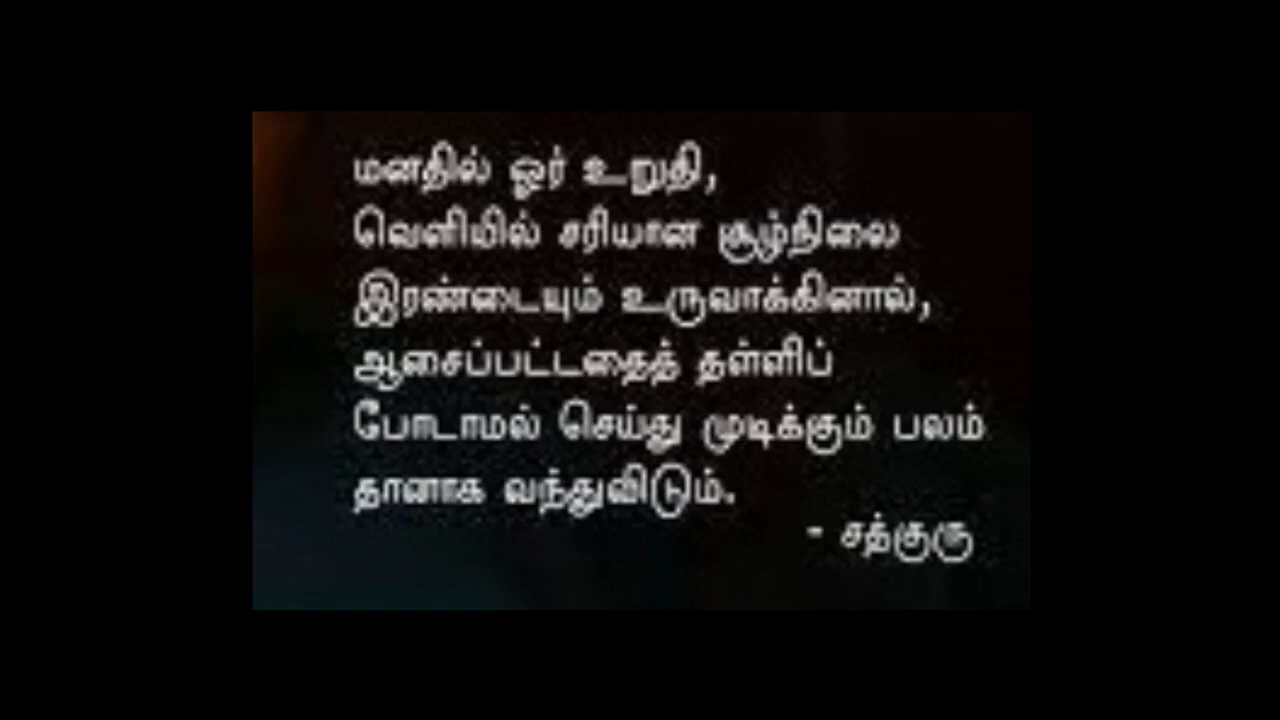 மனதில் ஓர் உறுதி,
வெளியில் சரியான சூழ்நிலை
இரண்டையும் உருவாக்கினால்,
ஆசைப்பட்டதைத் தள்ளிப்
போடாமல் செய்து முடிக்கும் பலம்
தானாக வந்துவிடும்.
- சத்குரு